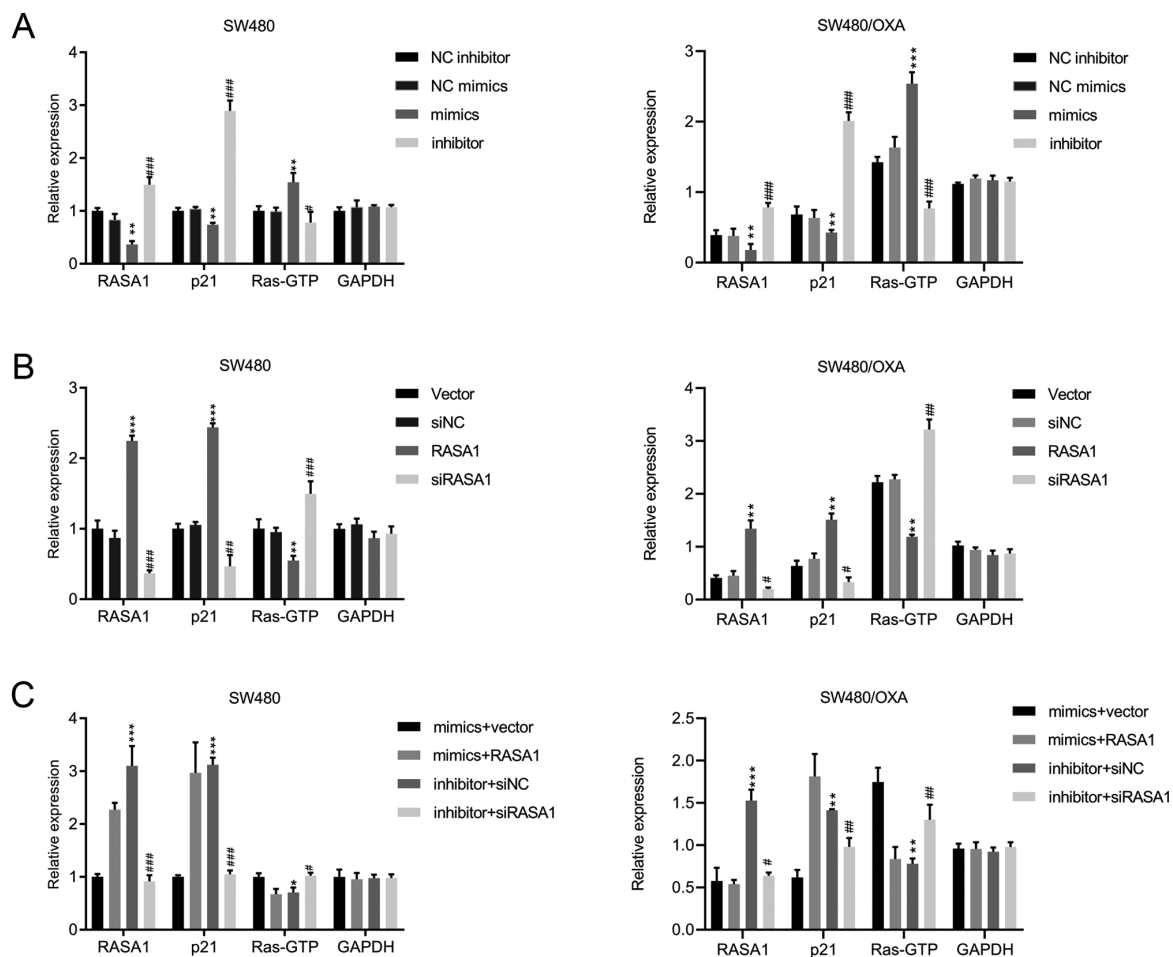 A
SW480
Relative expression
4
3
2
1
0
**
###
**
###
***
#
RASA1
p21
Ras-GTP
GAPDH
NC inhibitor
NC mimics
mimics
inhibitor
SW480/OXA
Relative expression
3
2
1
0
**
###
**
###
***
###
RASA1
p21
Ras-GTP
GAPDH
NC inhibitor
NC mimics
mimics
inhibitor
B
SW480
Relative expression
3
2
1
0
***
###
***
##
***
###
RASA1
p21
Ras-GTP
GAPDH
Vector
siNC
RASA1
siRASA1
SW480/OXA
Relative expression
4
3
2
1
0
**
#
**
#
**
##
RASA1
p21
Ras-GTP
GAPDH
Vector
siNC
RASA1
siRASA1
C
SW480
Relative expression
4
3
2
1
0
***
###
***
###
*
#
RASA1
p21
Ras-GTP
GAPDH
mimics+vector
mimics+RASA1
inhibitor+siNC
inhibitor+siRASA1
SW480/OXA
Relative expression
2.5
2.0
1.5
1.0
0.5
0.0
***
#
**
##
**
##
RASA1
p21
Ras-GTP
GAPDH
mimics+vector
mimics+RASA1
inhibitor+siNC
inhibitor+siRASA1